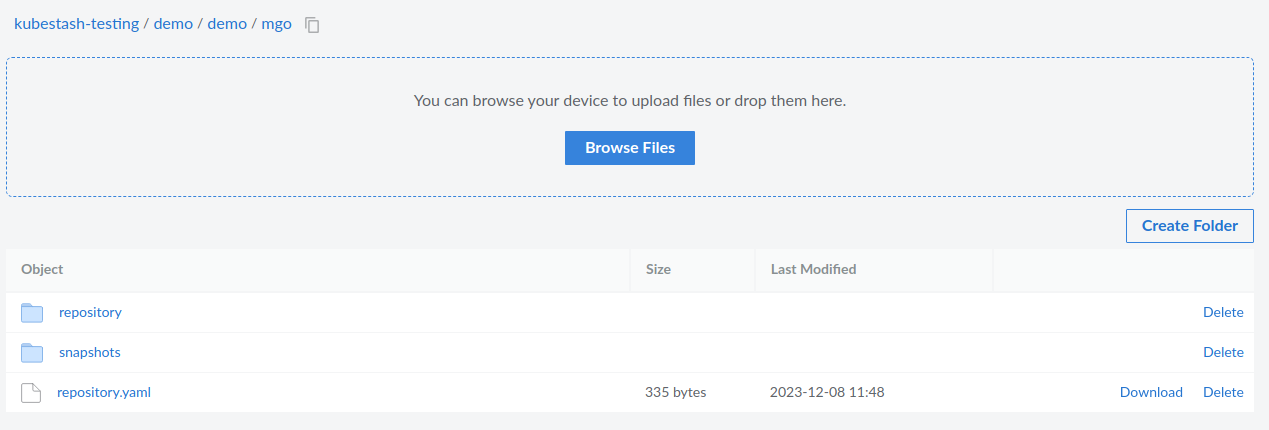 kubestash-testing / demo / demo / mgo
You can browse your device to upload files or drop them here.
Browse Files
Create Folder
Object Size Last Modified
repository Delete
snapshots Delete
repository.yaml 335 bytes 2023-12-08 11:48 Download Delete